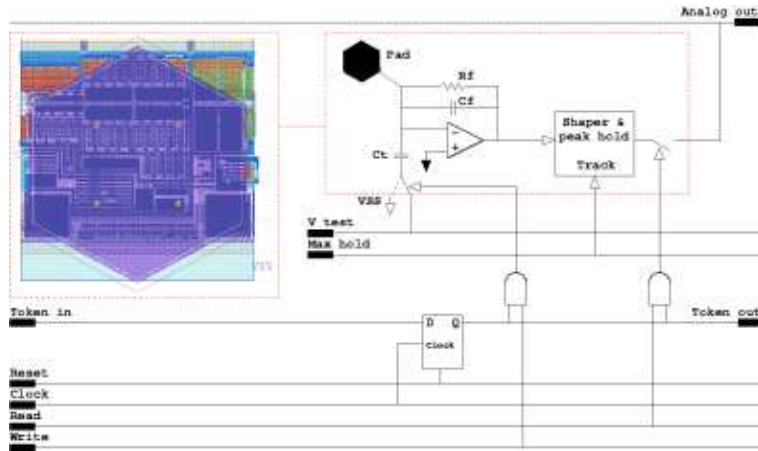 Analog out
Pad
Rf
Cf
-
+
Ct
Shaper &
peak hold
Track
VSS
V test
Max hold
VSS
Token in
D Q
Clock
Token out
Reset
Clock
Read
Write